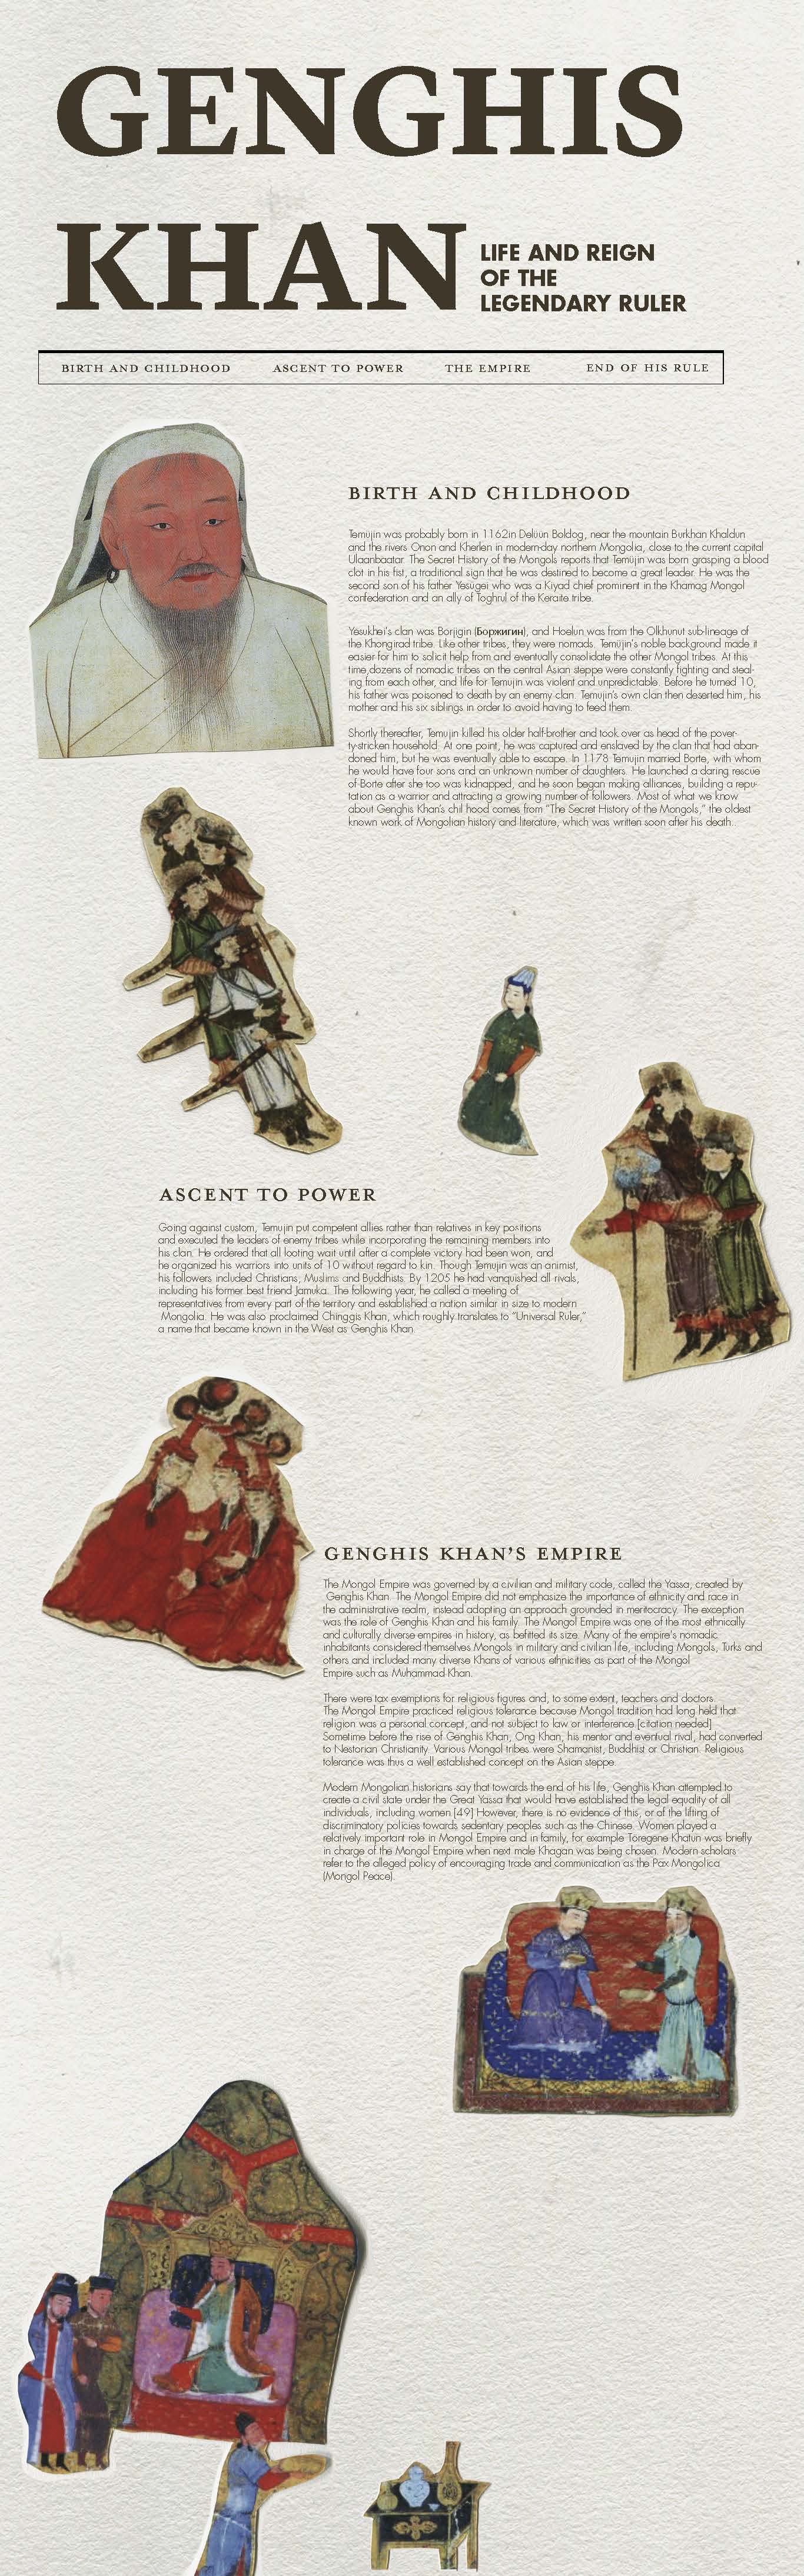 GENGHIS
KHAN
LIFE AND REIGN
OF THE
LEGENDARY RULER
BIRTH AND CHILDHOOD
ASCENT TO POWER
THE EMPIRE
END OF HIS RULE
BIRTH AND CHILDHOOD
Temüjin was probably born in 1162in Delüün Boldog, near the mountain Burkhan Khaldun
and the rivers Onon and Kherlen in modern-day northern Mongolia, close to the current capital
Ulaanbaatar. The Secret History of the Mongols reports that Temüjin was born grasping a blood
clot in his fist, a traditional sign that he was destined to become a great leader. He was the
second son of his father Yesügei who was a Kiyad chief prominent in the Khamag Mongol
confederation and an ally of Toghrul of the Keraite tribe.
Yesukhei's clan was Borjigin (Боржигин), and Hoelun was from the Olkhunut sub-lineage of
the Khongirad tribe. Like other tribes, they were nomads. Temüjin's noble background made it
easier for him to solicit help from and eventually consolidate the other Mongol tribes. At this
time,dozens of nomadic tribes on the central Asian steppe were constantly fighting and steal-
ing from each other, and life for Temujin was violent and unpredictable. Before he turned 10,
his father was poisoned to death by an enemy clan. Temujin's own clan then deserted him, his
mother and his six siblings in order to avoid having to feed them.
Shortly thereafter, Temujin killed his older half-brother and took over as head of the pover-
ty-stricken household. At one point, he was captured and enslaved by the clan that had aban-
doned him, but he was eventually able to escape. In 1178 Temujin married Borte, with whom
he would have four sons and an unknown number of daughters. He launched a daring rescue
of Borte after she too was kidnapped, and he soon began making alliances, building a repu-
tation as a warrior and attracting a growing number of followers. Most of what we know
about Genghis Khan's chil hood comes from "The Secret History of the Mongols," the oldest
known work of Mongolian history and literature, which was written soon after his death..
ASCENT TO POWER
Going against custom, Temujin put competent allies rather than relatives in key positions
and executed the leaders of enemy tribes while incorporating the remaining members into
his clan. He ordered that all looting wait until after a complete victory had been won, and
he organized his warriors into units of 10 without regard to kin. Though Temujin was an animist,
his followers included Christians, Muslims and Buddhists. By 1205 he had vanquished all rivals,
including his former best friend Jamuka. The following year, he called a meeting of
representatives from every part of the territory and established a nation similar in size to modern
Mongolia. He was also proclaimed Chinggis Khan, which roughly translates to "Universal Ruler,"
a name that became known in the West as Genghis Khan.
GENGHIS KHAN'S EMPIRE
The Mongol Empire was governed by a civilian and military code, called the Yassa, created by
Genghis Khan. The Mongol Empire did not emphasize the importance of ethnicity and race in
the administrative realm, instead adopting an approach grounded in meritocracy. The exception
was the role of Genghis Khan and his family. The Mongol Empire was one of the most ethnically
and culturally diverse empires in history, as befitted its size. Many of the empire's nomadic
inhabitants considered themselves Mongols in military and civilian life, including Mongols, Turks and
others and included many diverse Khans of various ethnicities as part of the Mongol
Empire such as Muhammad Khan.
There were tax exemptions for religious figures and, to some extent, teachers and doctors.
The Mongol Empire practiced religious tolerance because Mongol tradition had long held that
religion was a personal concept, and not subject to law or interference.[citation needed]
Sometime before the rise of Genghis Khan, Ong Khan, his mentor and eventual rival, had converted
to Nestorian Christianity. Various Mongol tribes were Shamanist, Buddhist or Christian. Religious
tolerance was thus a well established concept on the Asian steppe.
Modern Mongolian historians say that towards the end of his life, Genghis Khan attempted to
create a civil state under the Great Yassa that would have established the legal equality of all
individuals, including women.[49] However, there is no evidence of this, or of the lifting of
discriminatory policies towards sedentary peoples such as the Chinese. Women played a
relatively important role in Mongol Empire and in family, for example Toregene Khatun was briefly
in charge of the Mongol Empire when next male Khagan was being chosen. Modern scholars
refer to the alleged policy of encouraging trade and communication as the Pax Mongolica
(Mongol Peace).